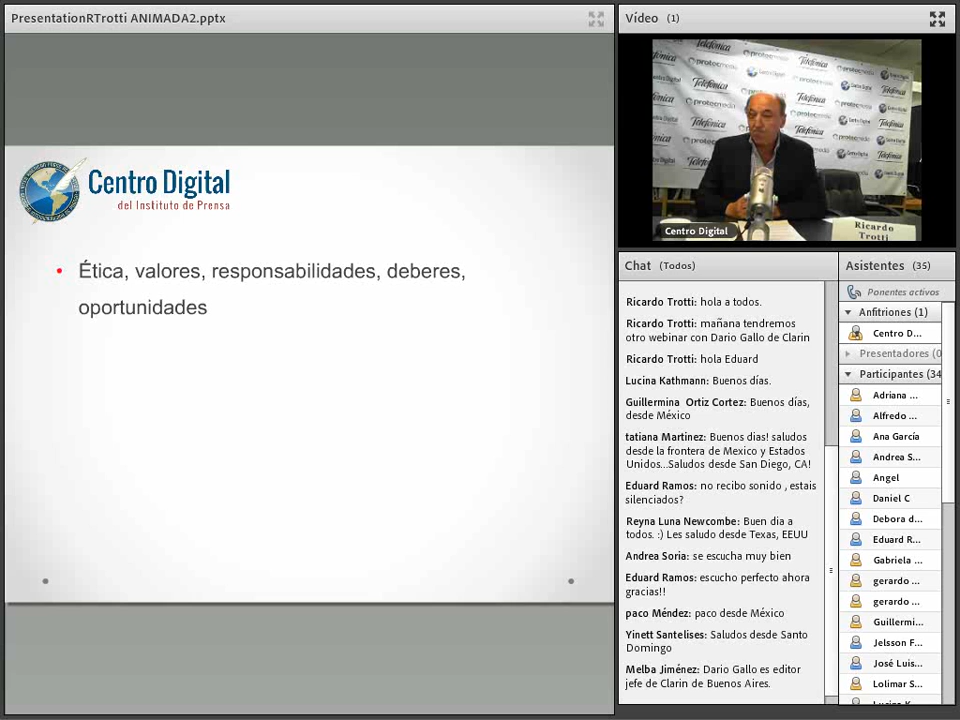 PresentationRTrotti ANIMADA2.pptx
Centro Digital
del Instituto de Prensa
• Ética, valores, responsabilidades, deberes,
oportunidades
Vídeo (1)
Telefónica
protecmedia
Centro Digital
Ricardo
Trotti
Chat (Todos)
Ricardo Trotti: hola a todos.
Ricardo Trotti: mañana tendremos
otro webinar con Dario Gallo de Clarin
Ricardo Trotti: hola Eduard
Lucina Kathmann: Buenos días.
Guillermina Ortiz Cortez: Buenos días,
desde México
tatiana Martinez: Buenos dias! saludos
desde la frontera de Mexico y Estados
Unidos...Saludos desde San Diego, CA!
Eduard Ramos: no recibo sonido , estais
silenciados?
Reyna Luna Newcombe: Buen dia a
todos. :) Les saludo desde Texas, EEUU
Andrea Soria: se escucha muy bien
Eduard Ramos: escucho perfecto ahora
gracias!!
paco Méndez: paco desde México
Yinett Santelises: Saludos desde Santo
Domingo
Melba Jiménez: Dario Gallo es editor
jefe de Clarin de Buenos Aires.
Asistentes (35)
Ponentes activos
Anfitriones (1)
Centro D...
Presentadores (0
Participantes (34
Adriana ...
Alfredo ...
Ana García
Andrea S...
Angel
Daniel C
Debora d...
Eduard R...
Gabriela ...
gerardo ...
gerardo ...
Guillermi...
Jelsson F...
José Luis...
Lolimar S...